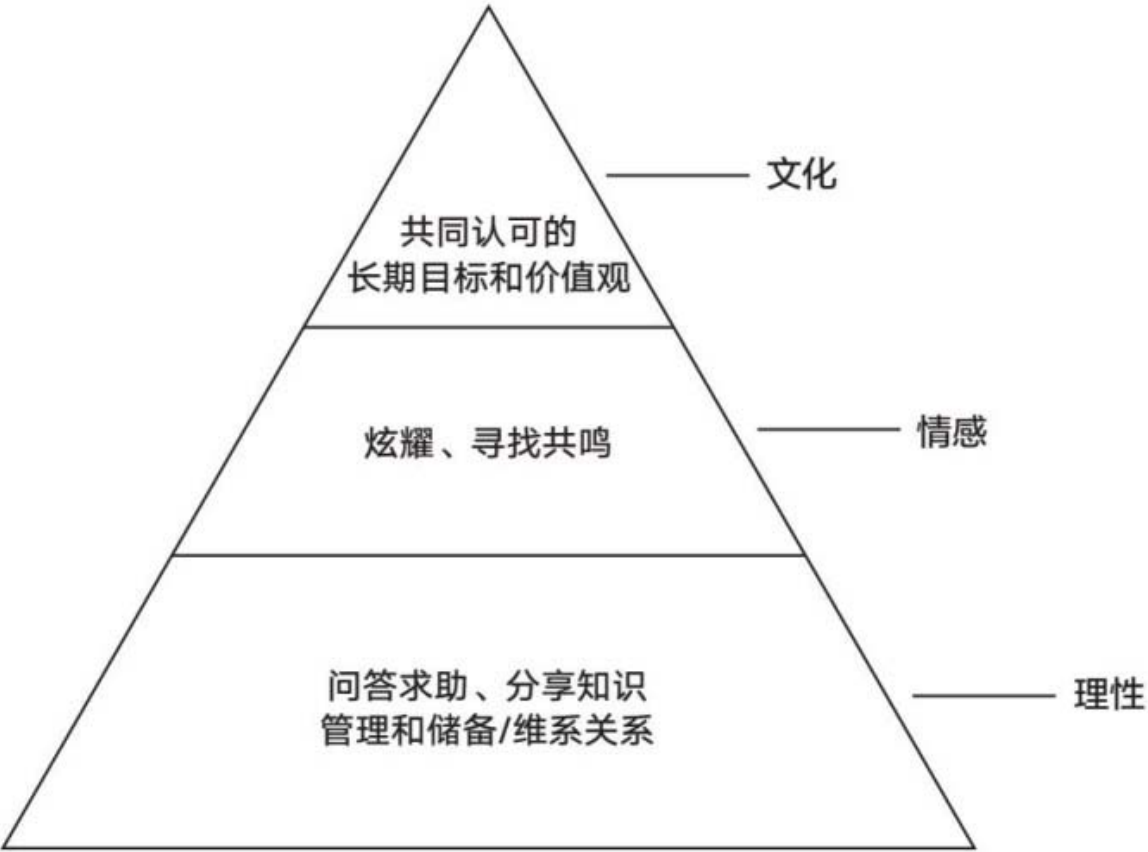 文化
共同认可的
长期目标和价值观
炫耀、寻找共鸣
情感
问答求助、分享知识
管理和储备/维系关系
理性